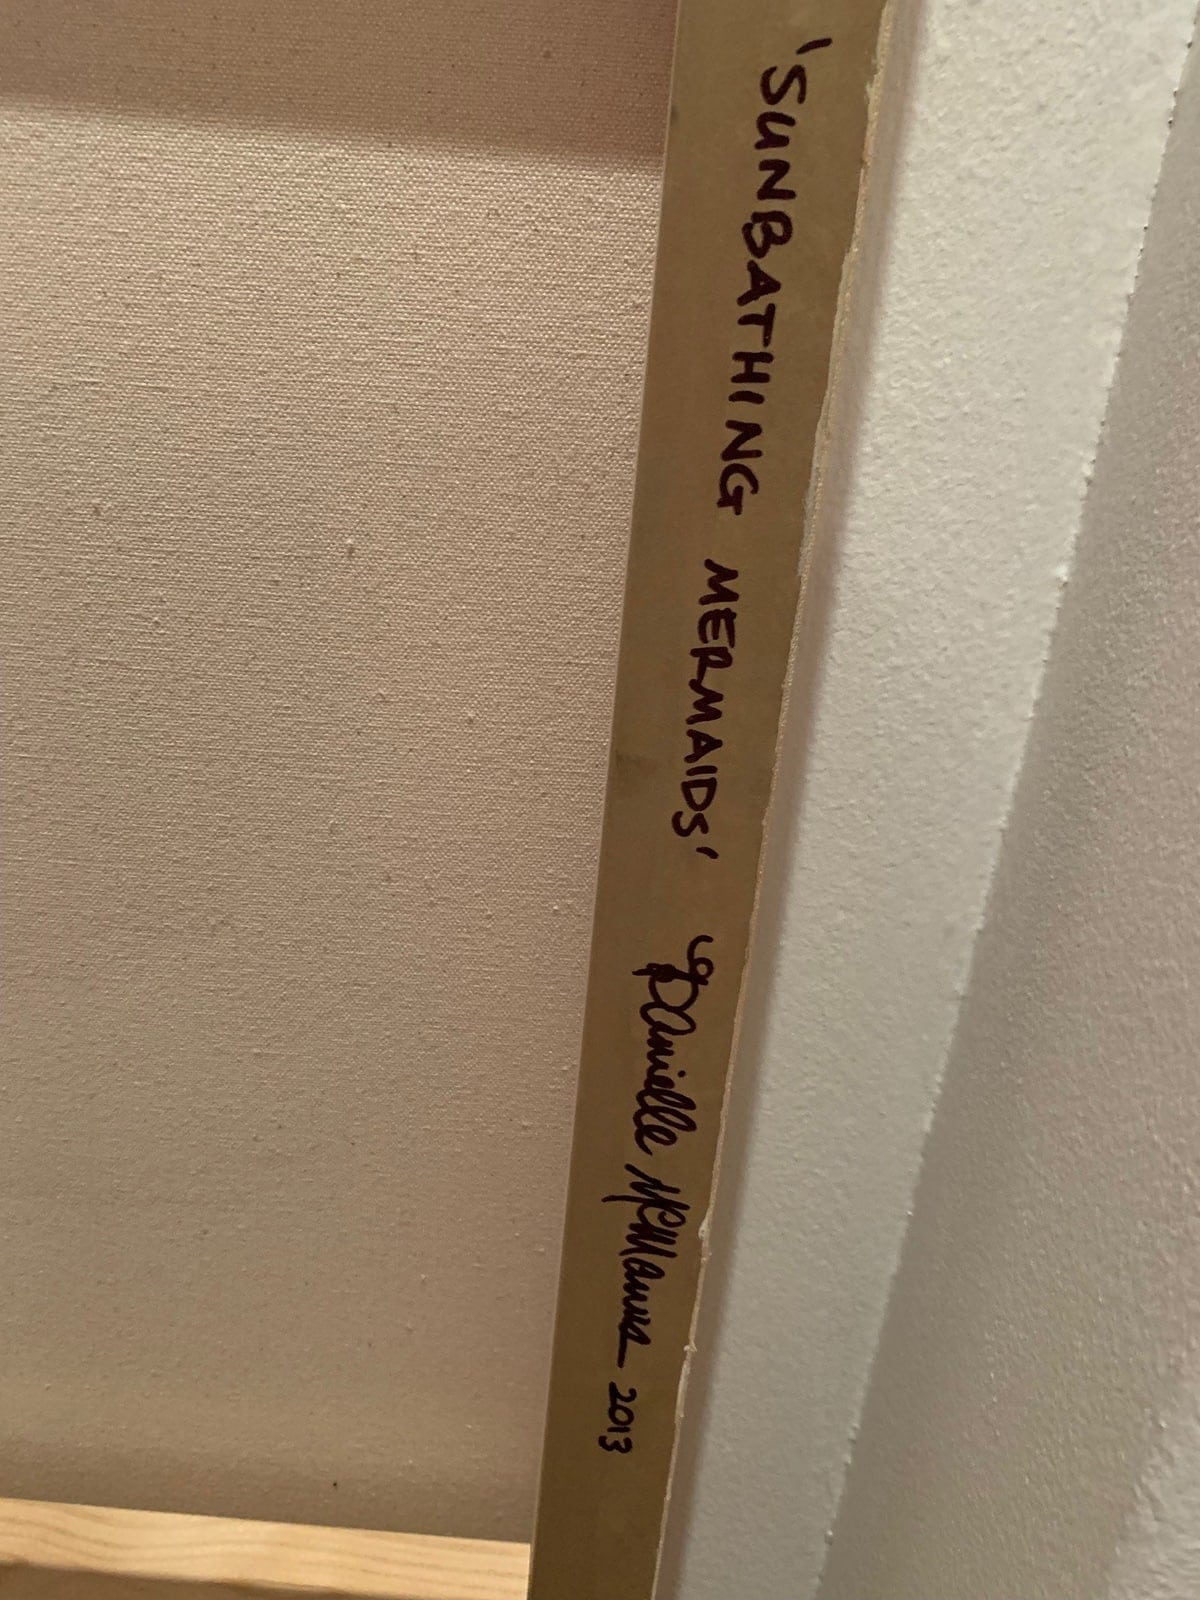 'SUNBATHING MERMAIDS' Danielle McManus 2013